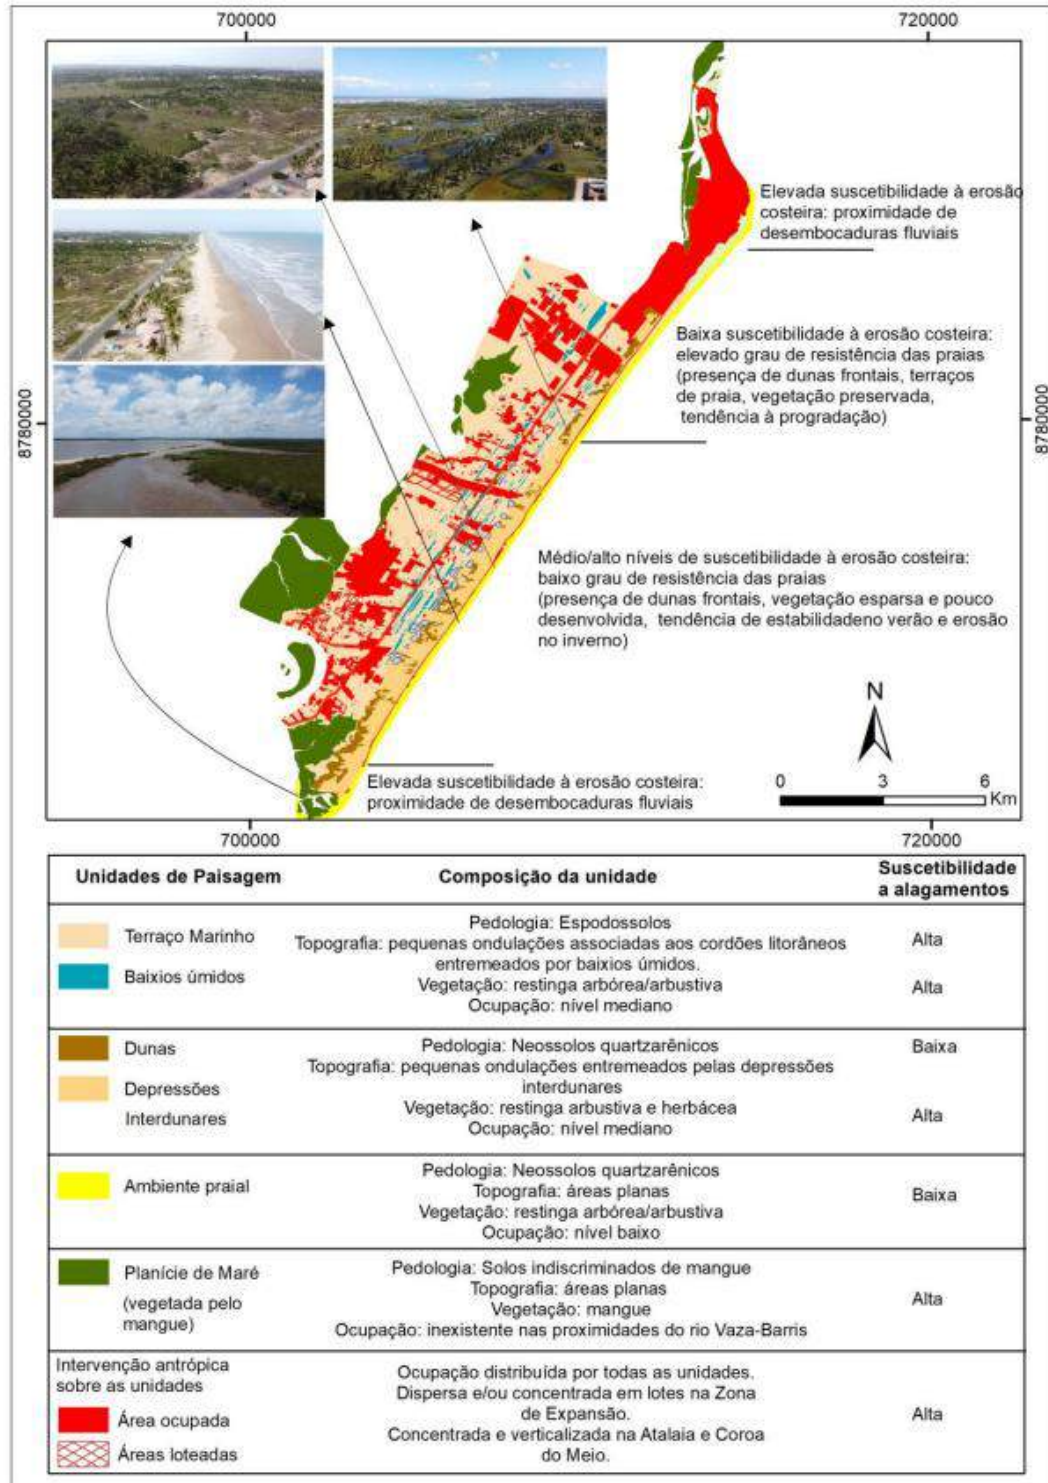 700000
720000
8780000
8780000
Elevada suscetibilidade à erosão
costeira: proximidade de
desembocaduras fluviais
Baixa suscetibilidade à erosão costeira:
elevado grau de resistência das praias
(presença de dunas frontais, terraços
de praia, vegetação preservada,
tendência à progradação)
Médio/alto níveis de suscetibilidade à erosão costeira:
baixo grau de resistência das praias
(presença de dunas frontais, vegetação esparsa e pouco
desenvolvida, tendência de estabilidadeno verão e erosão
no inverno)
Elevada suscetibilidade à erosão costeira:
proximidade de desembocaduras fluviais
N
0 3 6
Km
700000
720000
Unidades de Paisagem
Composição da unidade
Suscetibilidade
a alagamentos
Terraço Marinho
Baixios úmidos
Pedologia: Espodossolos
Topografia: pequenas ondulações associadas aos cordões litorâneos
entremeados por baixios úmidos.
Vegetação: restinga arbórea/arbustiva
Ocupação: nível mediano
Alta
Alta
Dunas
Depressões
Interdunares
Pedologia: Neossolos quartzarênicos
Topografia: pequenas ondulações entremeados pelas depressões
interdunares
Vegetação: restinga arbustiva e herbácea
Ocupação: nível mediano
Baixa
Alta
Ambiente praial
Pedologia: Neossolos quartzarênicos
Topografia: áreas planas
Vegetação: restinga arbórea/arbustiva
Ocupação: nível baixo
Baixa
Planície de Maré
(vegetada pelo
mangue)
Pedologia: Solos indiscriminados de mangue
Topografia: áreas planas
Vegetação: mangue
Ocupação: inexistente nas proximidades do rio Vaza-Barris
Alta
Intervenção antrópica
sobre as unidades
Área ocupada
Áreas loteadas
Ocupação distribuída por todas as unidades.
Dispersa e/ou concentrada em lotes na Zona
de Expansão.
Concentrada e verticalizada na Atalaia e Coroa
do Meio.
Alta